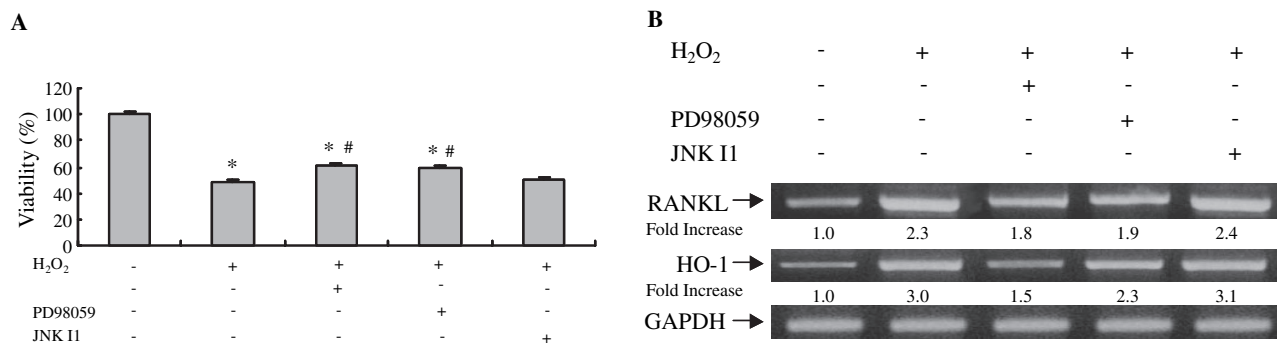 A
120
100
80
60
40
20
0
Viability (%)
* * # * #
H₂O₂ - + + + +
- - + - -
PD98059 - - - + -
JNK I1 - - - - +
B
H₂O₂ - + + + +
- - + - -
PD98059 - - - + -
JNK I1 - - - - +
RANKL
Fold Increase 1.0 2.3 1.8 1.9 2.4
HO-1
Fold Increase 1.0 3.0 1.5 2.3 3.1
GAPDH